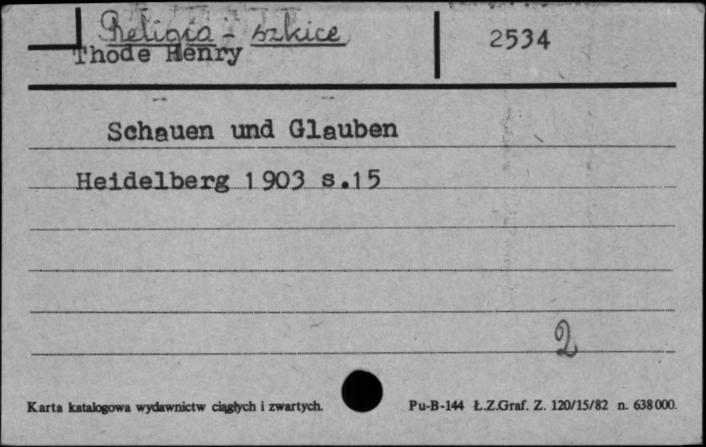 Religia - szkice
Thode Henry
2534
Schauen und Glauben
Heidelberg 1903 s.15
2
Karta katalogowa wydawnictw ciągłych i zwartych.
Pu-B-144 Ł.Z.Graf. Z. 120/15/82 n. 638000.